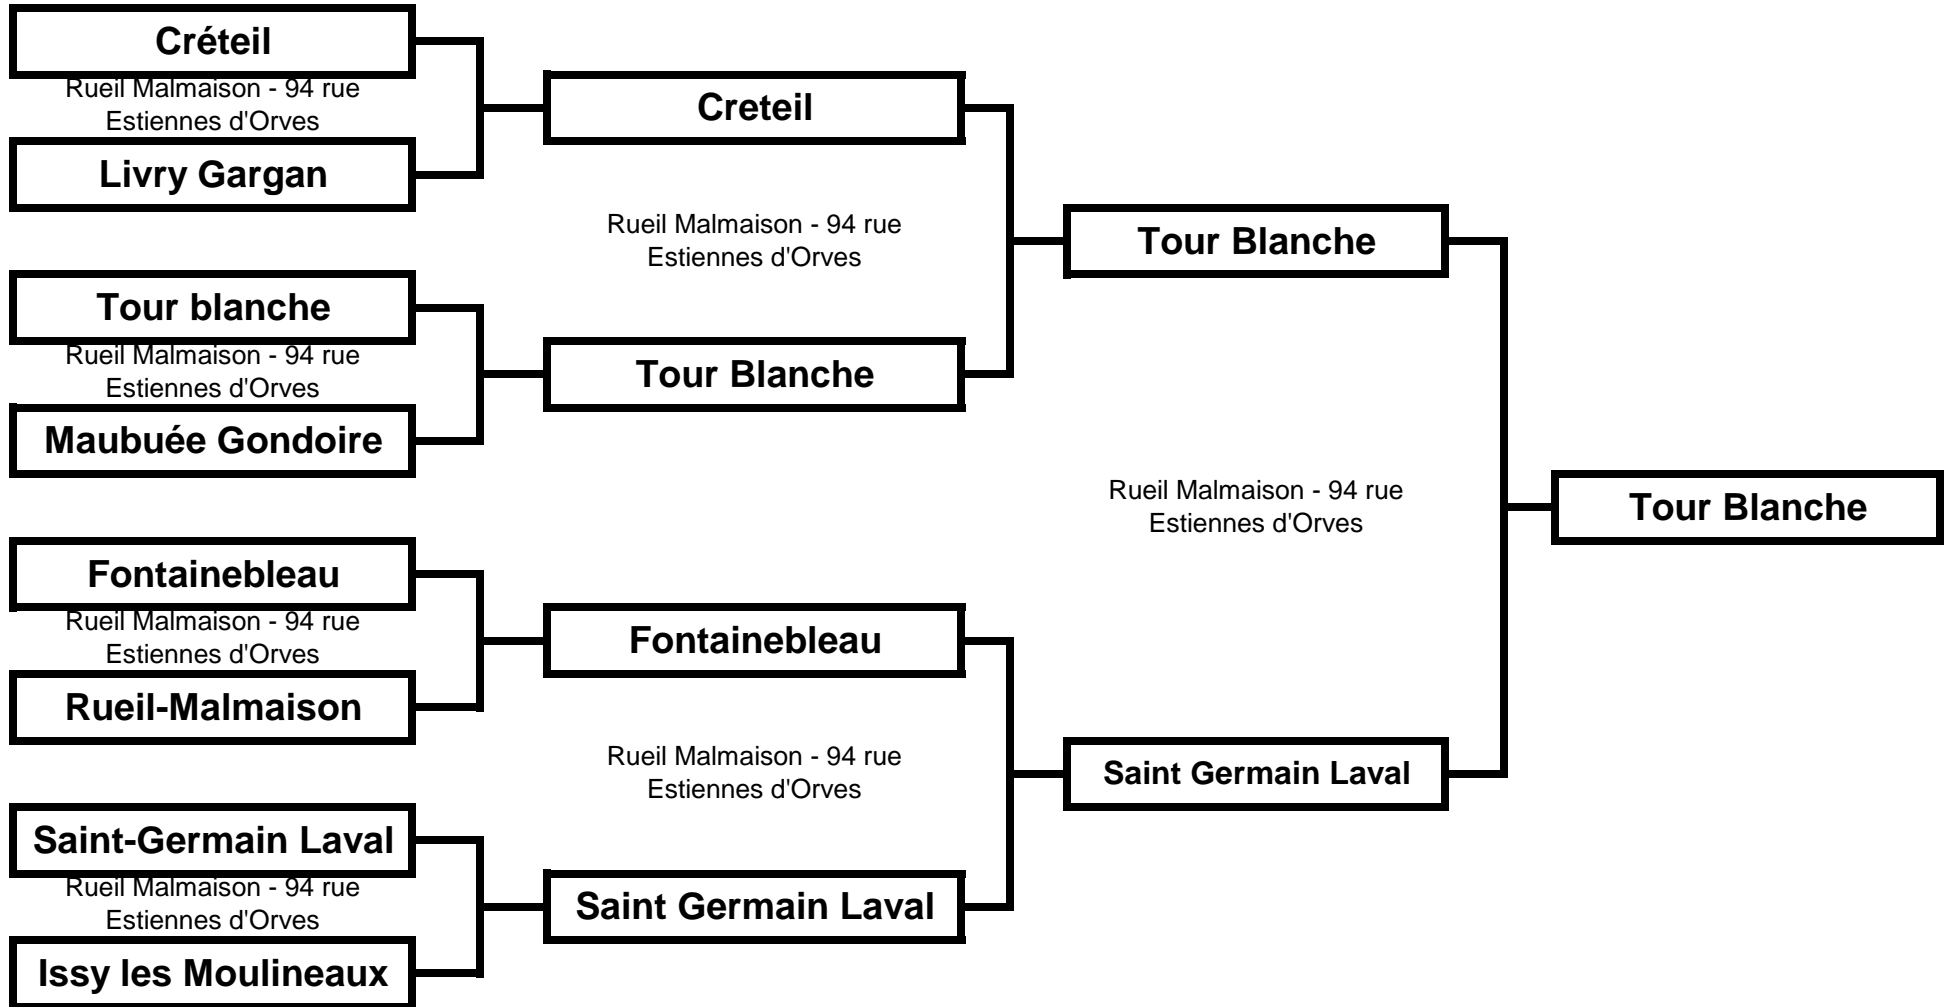 Créteil
Rueil Malmaison - 94 rue
Estiennes d'Orves
Livry Gargan
Tour blanche
Rueil Malmaison - 94 rue
Estiennes d'Orves
Maubuée Gondoire
Fontainebleau
Rueil Malmaison - 94 rue
Estiennes d'Orves
Rueil-Malmaison
Saint-Germain Laval
Rueil Malmaison - 94 rue
Estiennes d'Orves
Issy les Moulineaux
Creteil
Rueil Malmaison - 94 rue
Estiennes d'Orves
Tour Blanche
Fontainebleau
Rueil Malmaison - 94 rue
Estiennes d'Orves
Saint Germain Laval
Tour Blanche
Rueil Malmaison - 94 rue
Estiennes d'Orves
Saint Germain Laval
Tour Blanche